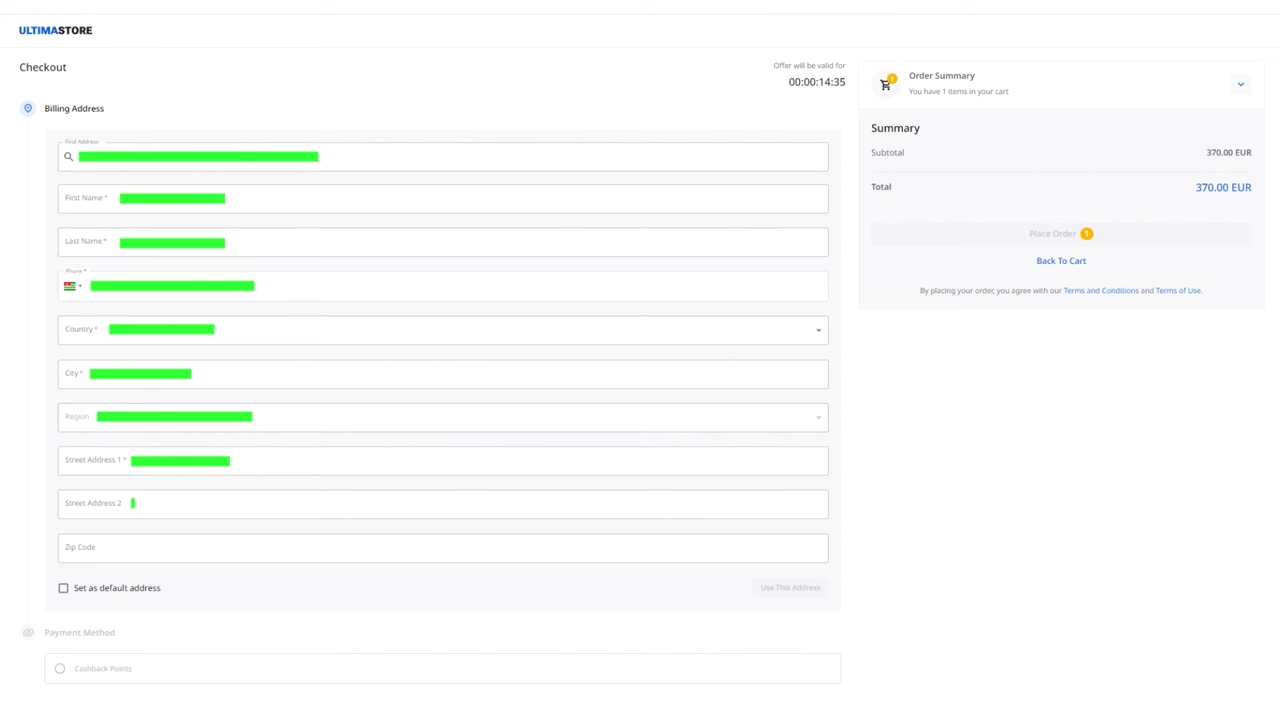 ULTIMASTORE
Checkout
Offer will be valid for
00:00:14:35
Billing Address
Find Address
First Name *
Last Name *
Phone *
Country *
City *
Region
Street Address 1 *
Street Address 2
Zip Code
Set as default address
Use This Address
Payment Method
Cashback Points
1
Order Summary
You have 1 items in your cart
Summary
Subtotal 370.00 EUR
Total 370.00 EUR
Place Order 1
Back To Cart
By placing your order, you agree with our Terms and Conditions and Terms of Use.